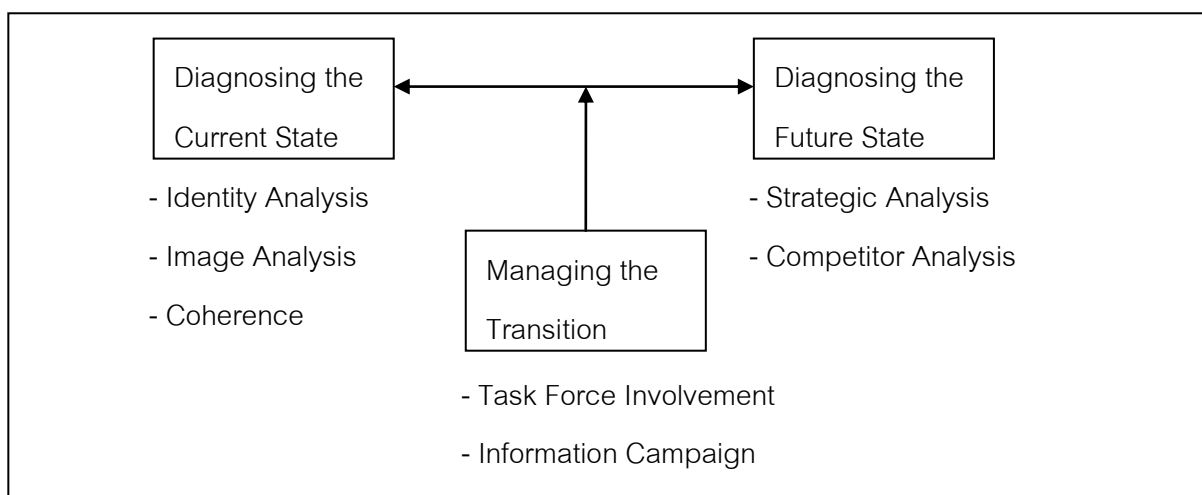 Diagnosing the
Current State
- Identity Analysis
- Image Analysis
- Coherence
Diagnosing the
Future State
- Strategic Analysis
- Competitor Analysis
Managing the
Transition
- Task Force Involvement
- Information Campaign